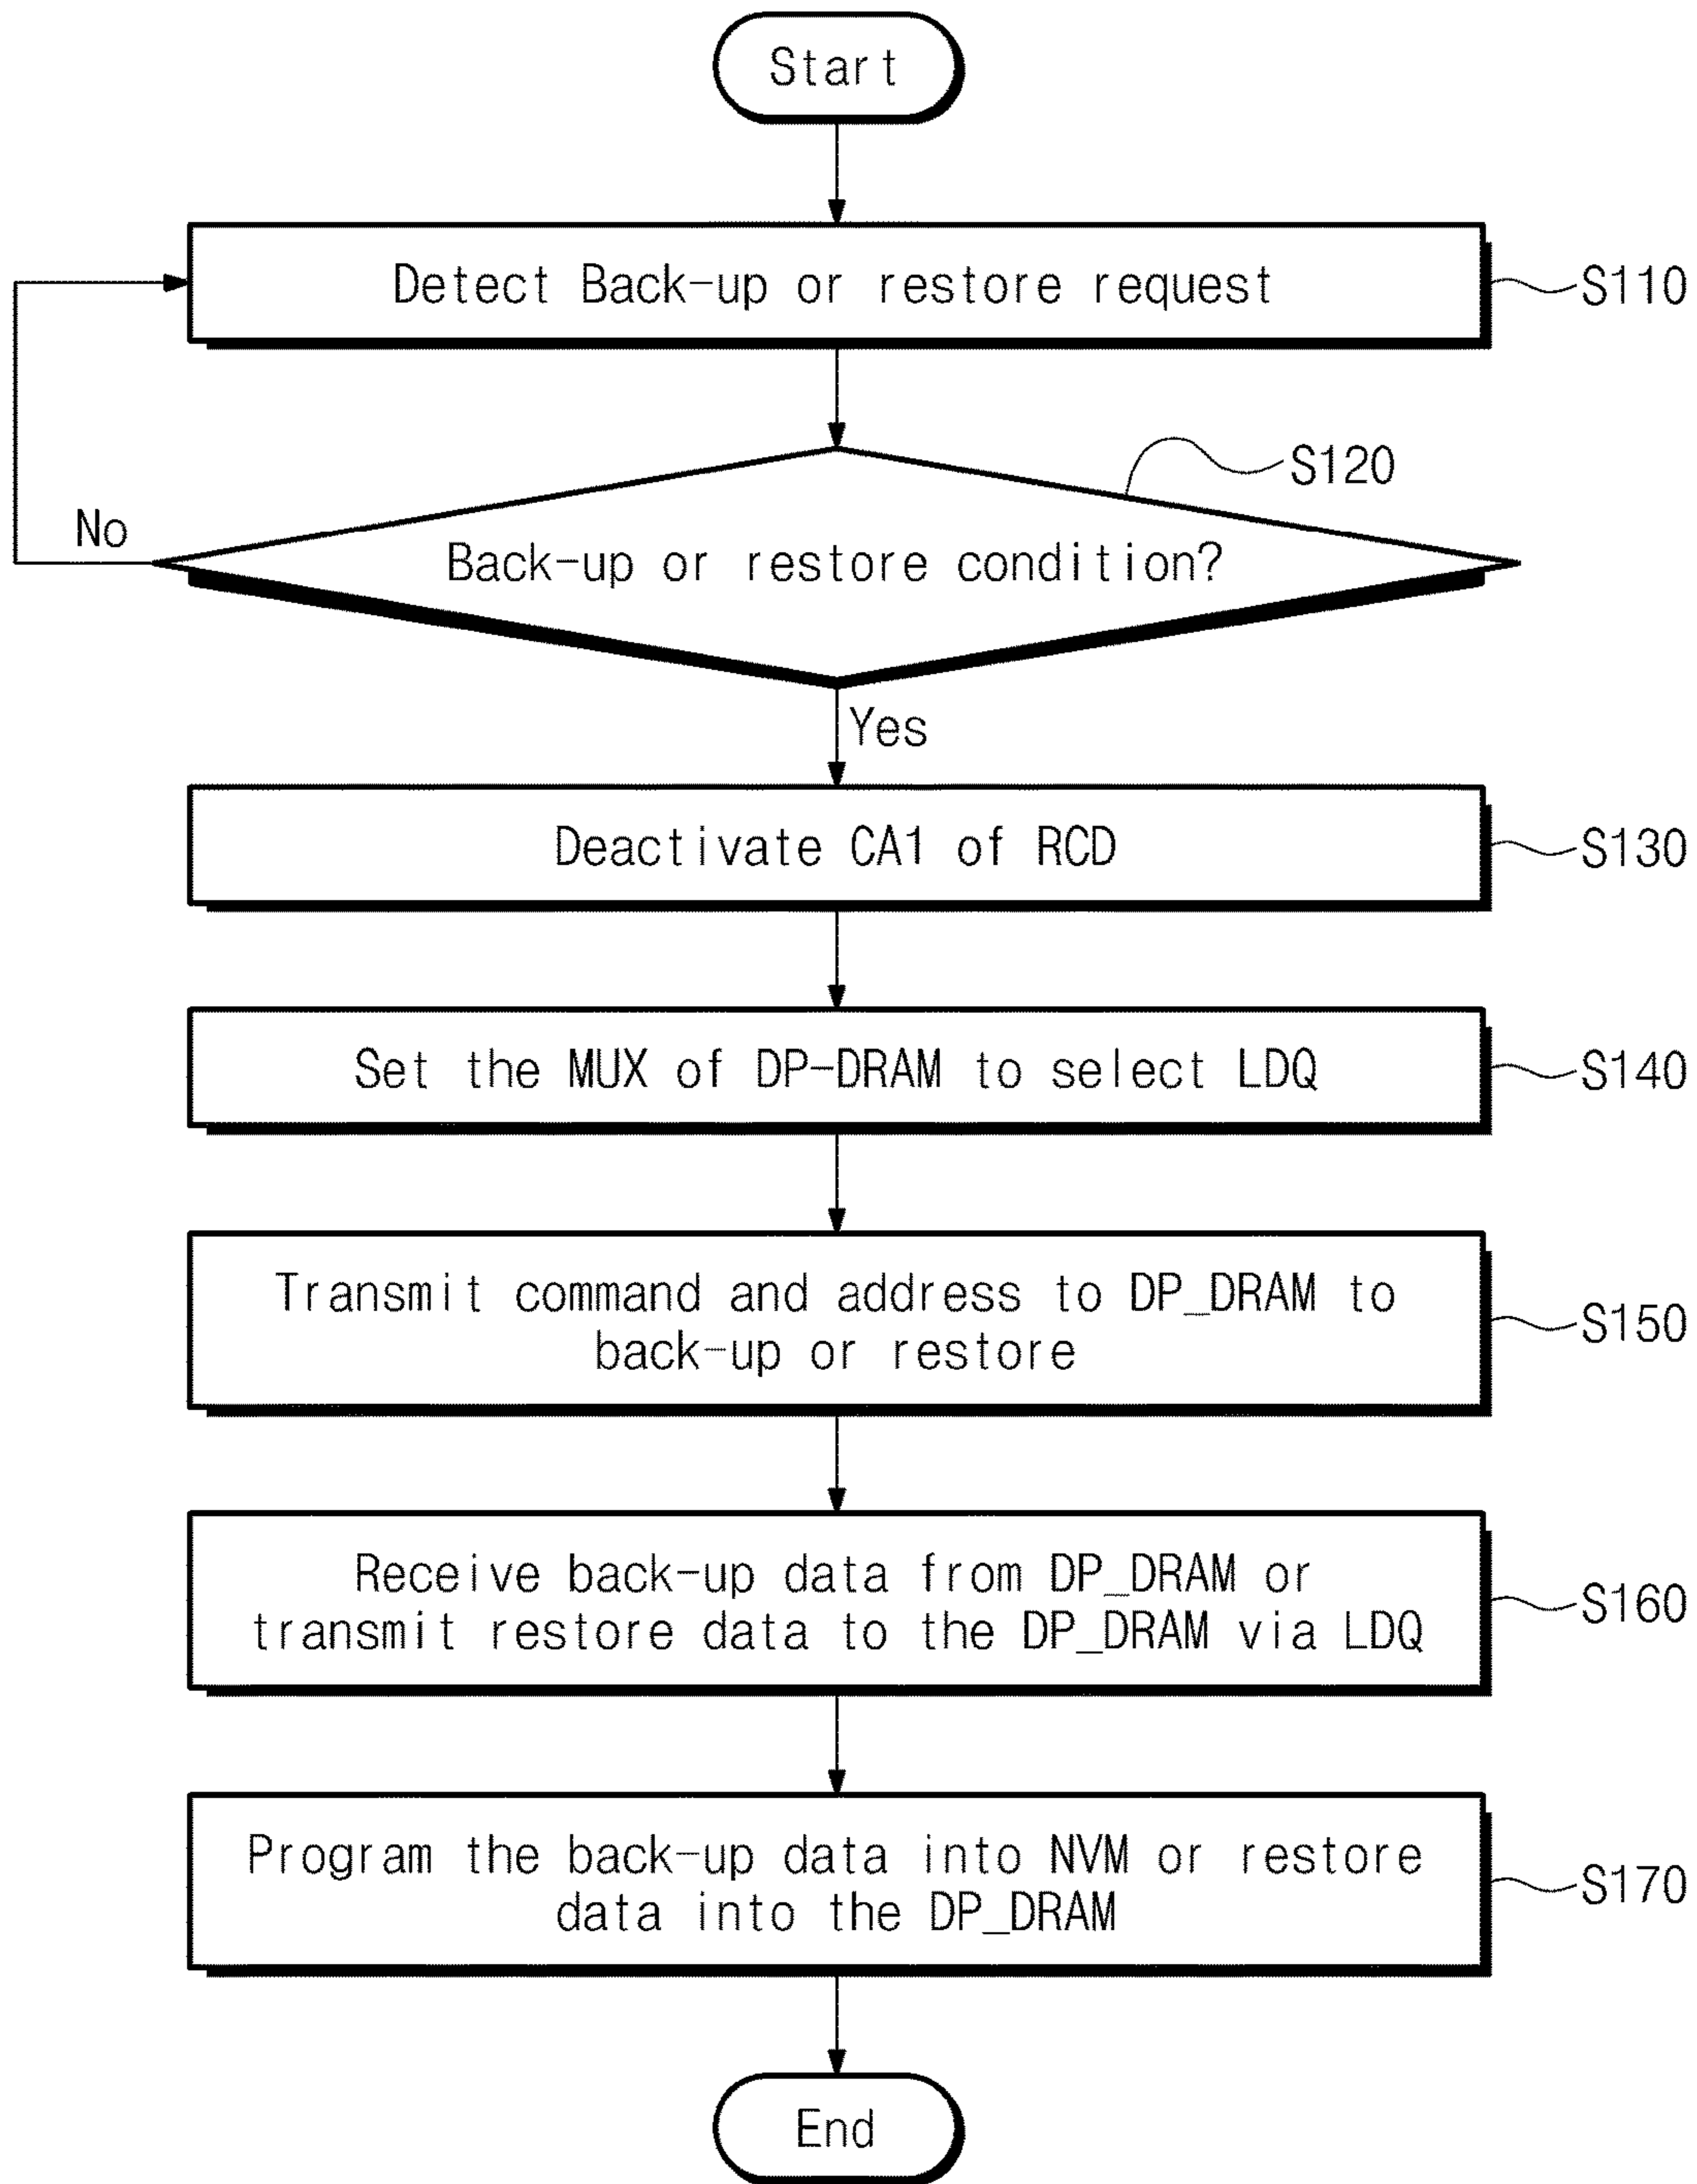 Start
Detect Back-up or restore request
S110
S120
No
Back-up or restore condition?
Yes
Deactivate CA1 of RCD
S130
Set the MUX of DP-DRAM to select LDQ
S140
Transmit command and address to DP_DRAM to
back-up or restore
S150
Receive back-up data from DP_DRAM or
transmit restore data to the DP_DRAM via LDQ
S160
Program the back-up data into NVM or restore
data into the DP_DRAM
S170
End